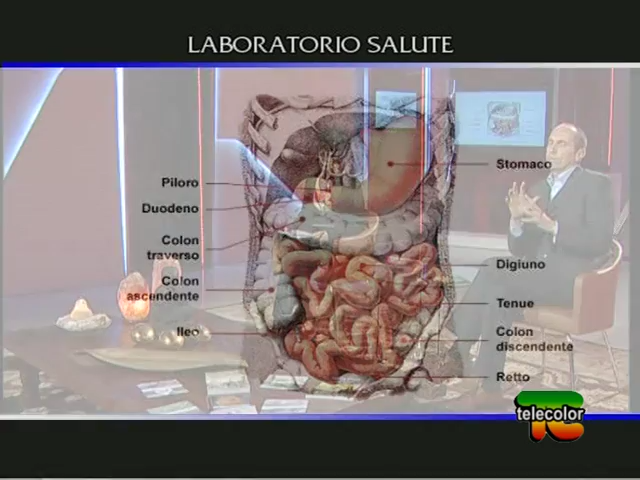 LABORATORIO SALUTE
Piloro
Duodeno
Colon
traverso
Colon
ascendente
Ileo
Stomaco
Digiuno
Tenue
Colon
discendente
Retto
telecolor